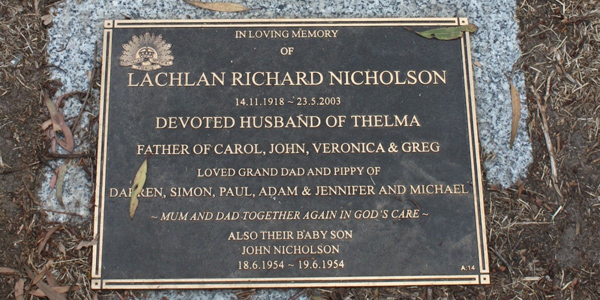 IN LOVING MEMORY
OF
LACHLAN RICHARD NICHOLSON
14.11.1918 ~ 23.5.2003
DEVOTED HUSBAND OF THELMA
FATHER OF CAROL, JOHN, VERONICA & GREG
LOVED GRAND DAD AND PIPPY OF
DARREN, SIMON, PAUL, ADAM & JENNIFER AND MICHAEL
~ MUM AND DAD TOGETHER AGAIN IN GOD'S CARE ~
ALSO THEIR BABY SON
JOHN NICHOLSON
18.6.1954 ~ 19.6.1954
A:14